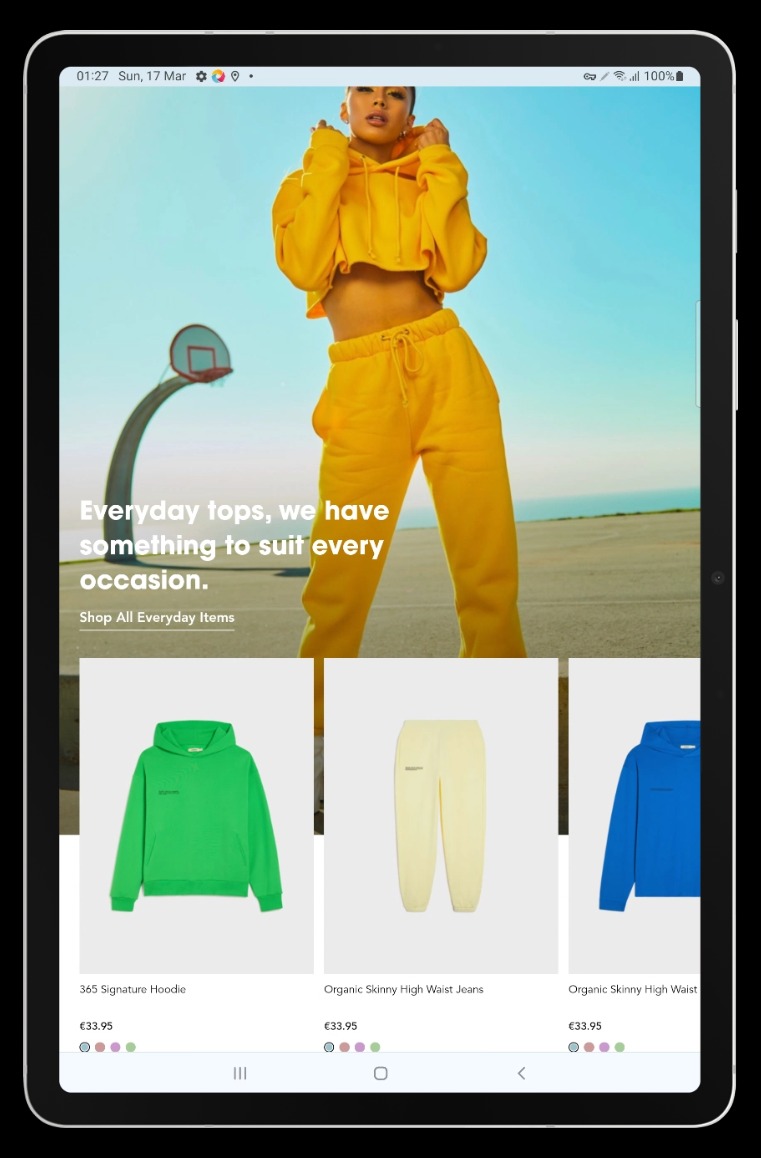 01:27 Sun, 17 Mar
100%
Everyday tops, we have
something to suit every
occasion.
Shop All Everyday Items
365 Signature Hoodie
Organic Skinny High Waist Jeans
Organic Skinny High Waist
€33.95
€33.95
€33.95